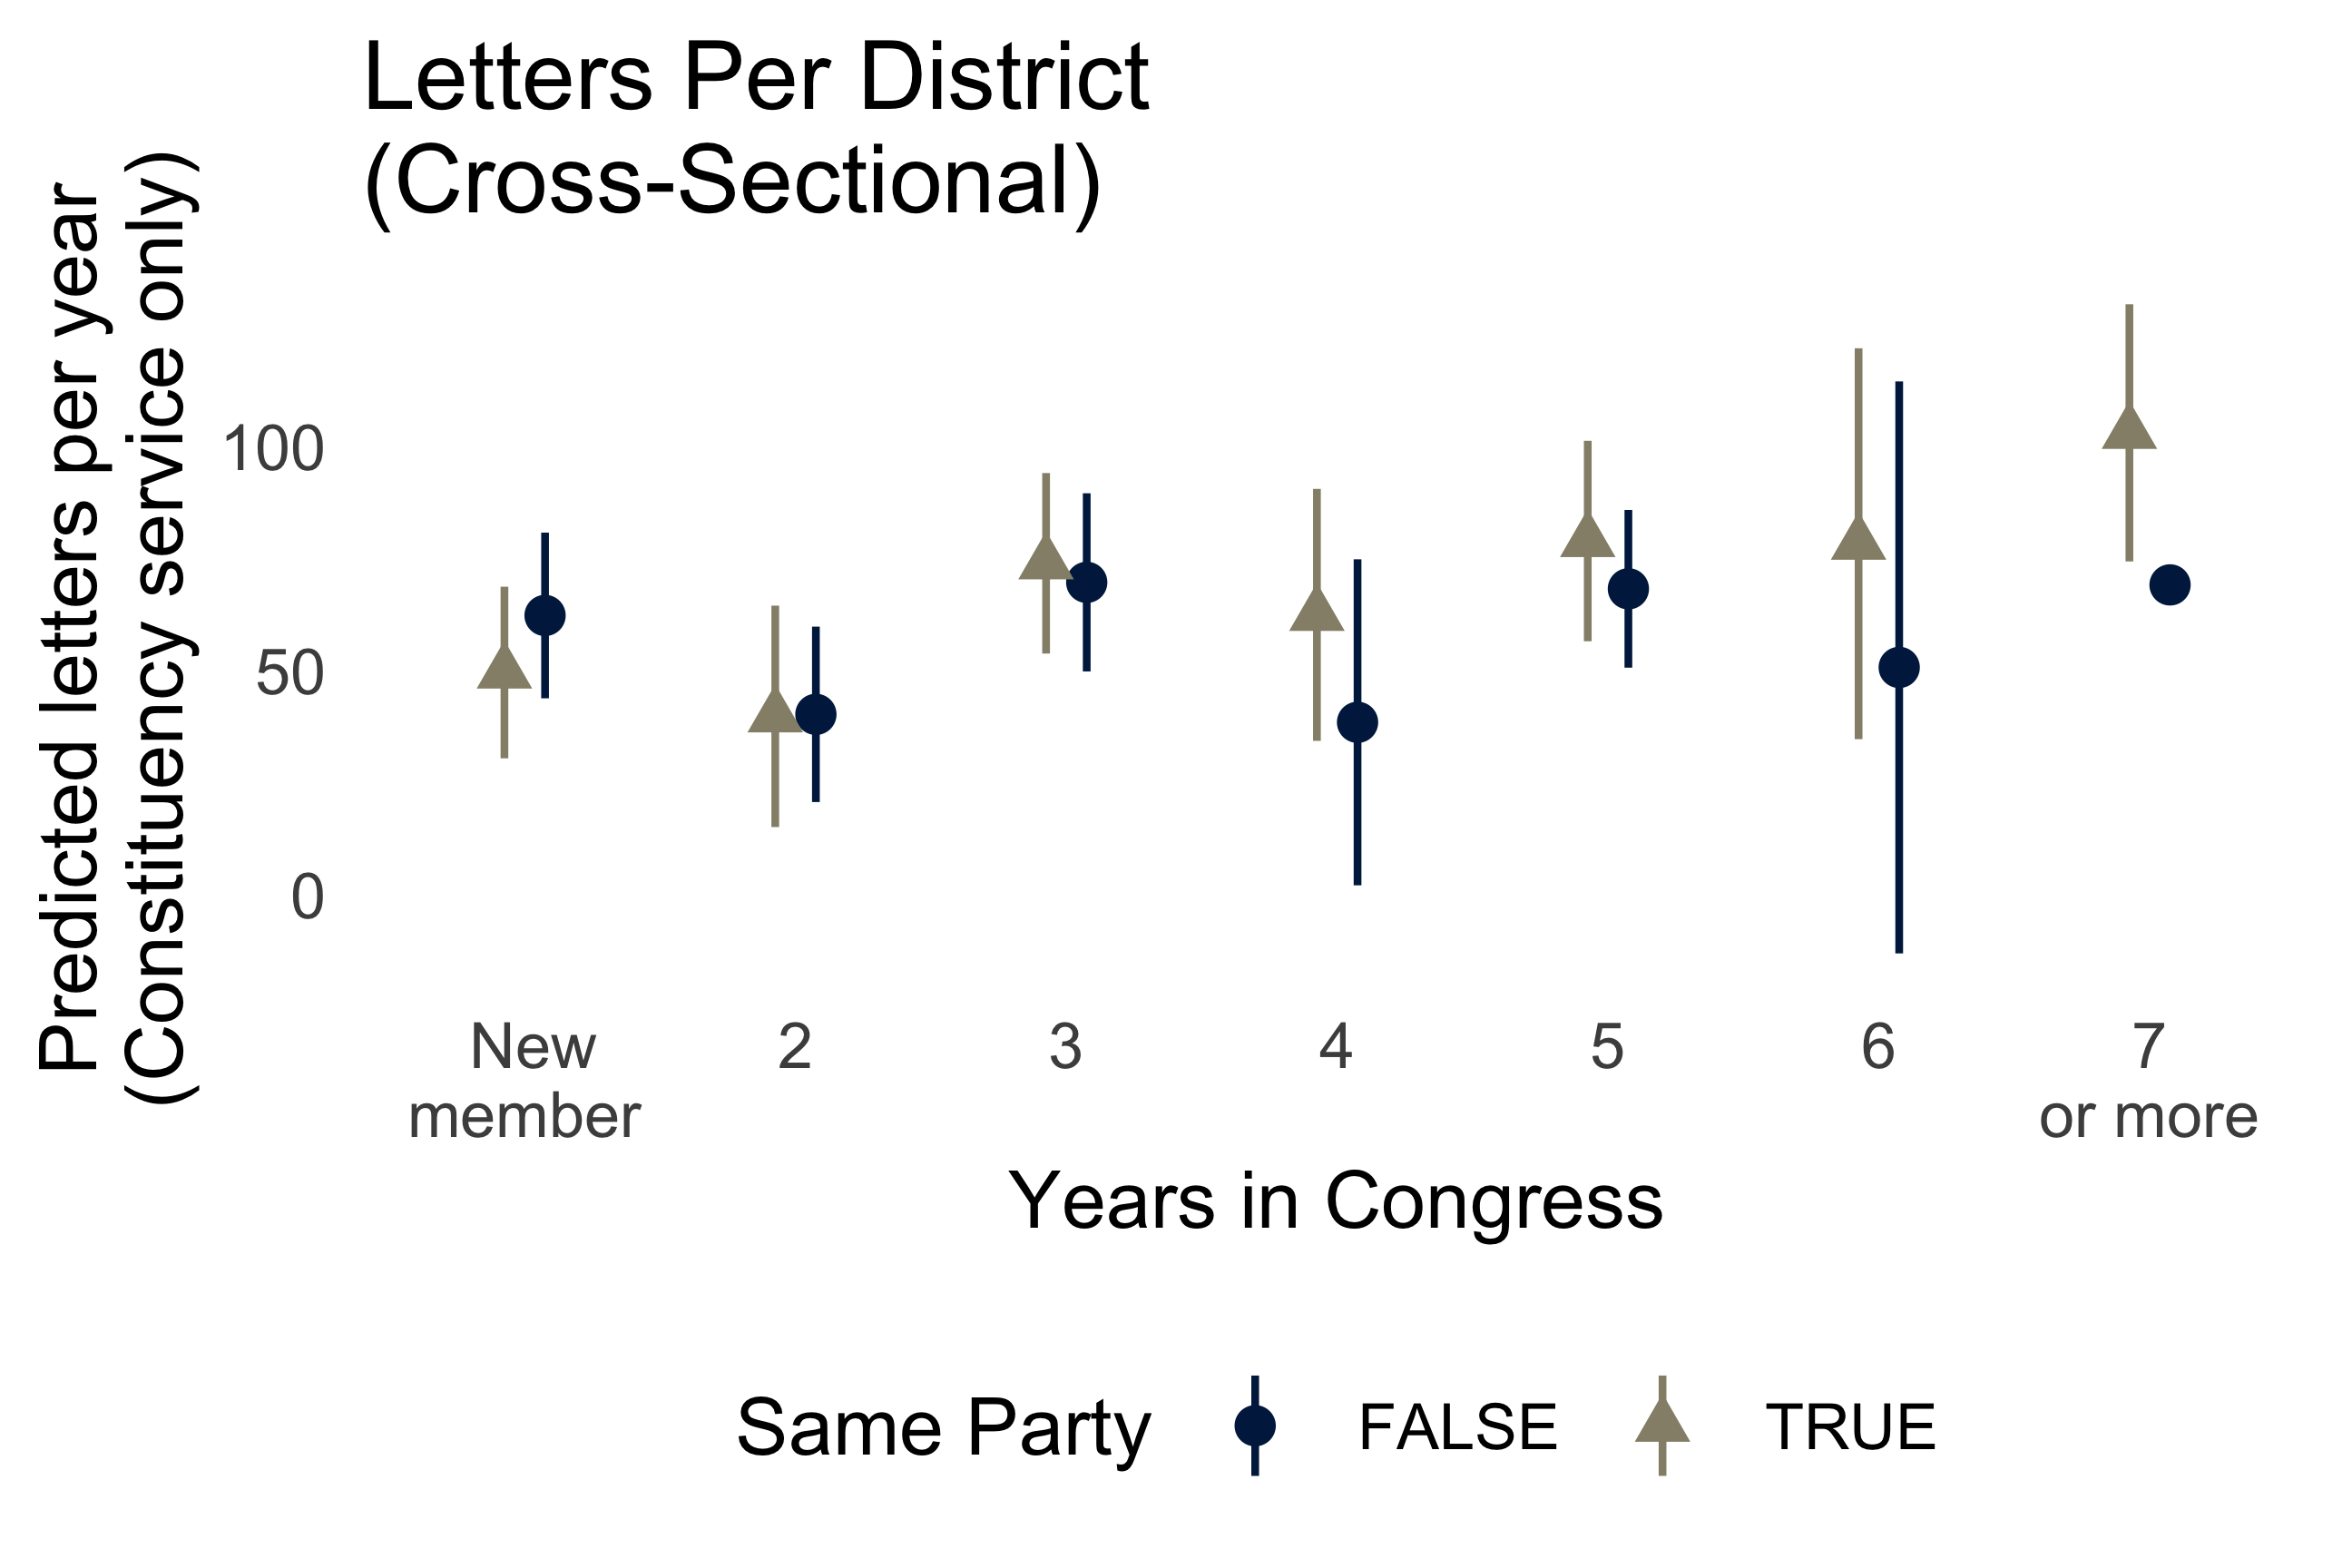 Letters Per District
(Cross-Sectional)
Predicted letters per year
(Constituency service only)
100
50
0
New
member
2
3
4
5
6
7
or more
Years in Congress
Same Party
FALSE
TRUE